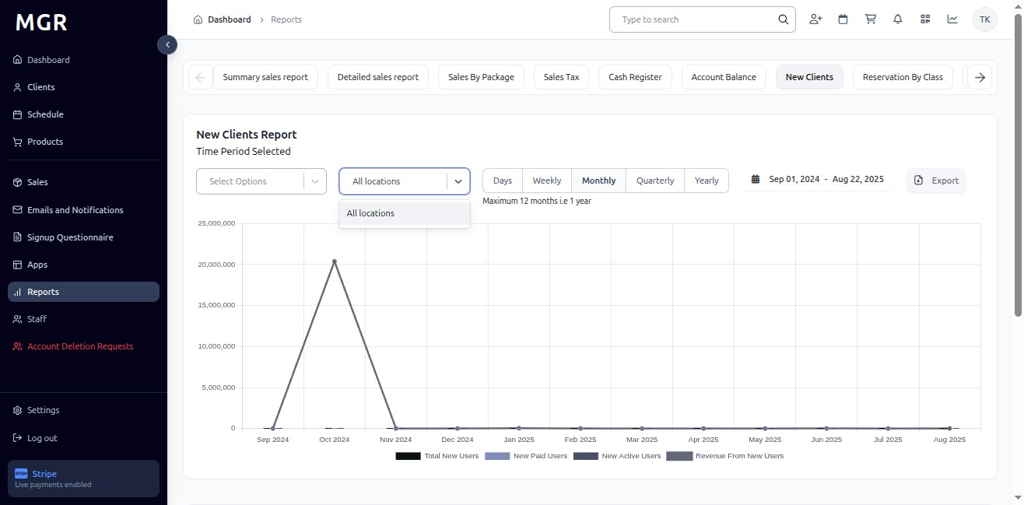 MGR
Dashboard
Clients
Schedule
Products
Sales
Emails and Notifications
Signup Questionnaire
Apps
Reports
Staff
Account Deletion Requests
Settings
Log out
Stripe
Live payments enabled
Dashboard > Reports
Type to search
TK
Summary sales report
Detailed sales report
Sales By Package
Sales Tax
Cash Register
Account Balance
New Clients
Reservation By Class
New Clients Report
Time Period Selected
Select Options
All locations
Days
Weekly
Monthly
Quarterly
Yearly
Sep 01, 2024 - Aug 22, 2025
Export
All locations
Maximum 12 months i.e 1 year
25,000,000
20,000,000
15,000,000
10,000,000
5,000,000
0
Sep 2024
Oct 2024
Nov 2024
Dec 2024
Jan 2025
Feb 2025
Mar 2025
Apr 2025
May 2025
Jun 2025
Jul 2025
Aug 2025
Total New Users
New Paid Users
New Active Users
Revenue From New Users